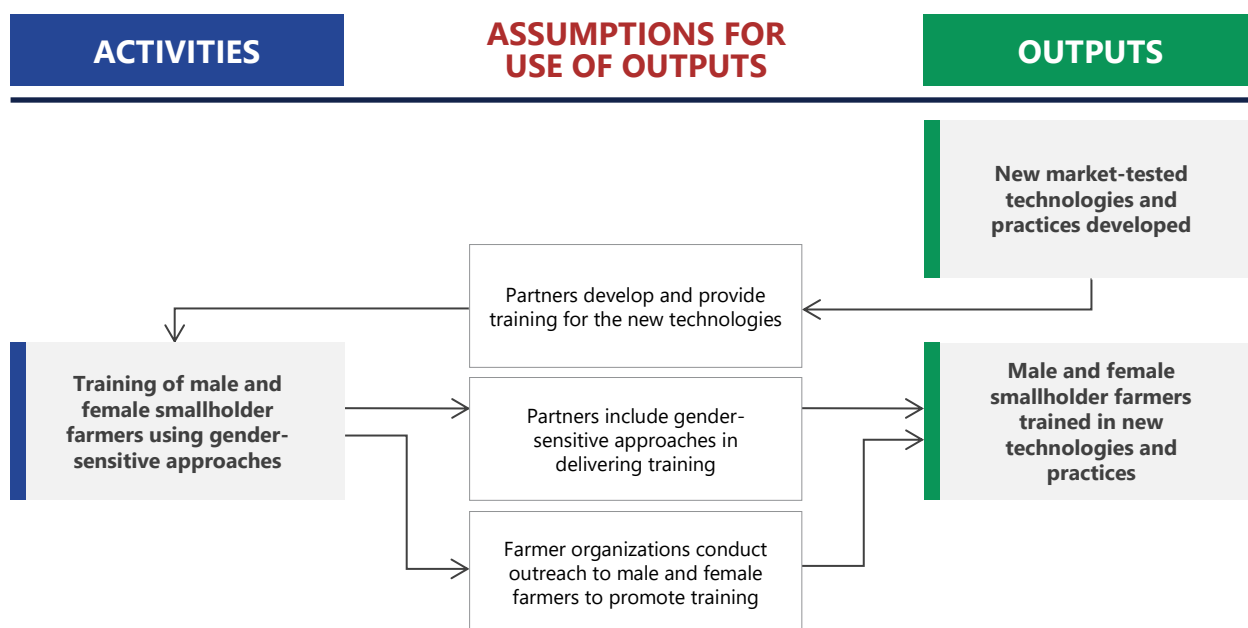 ACTIVITIES
ASSUMPTIONS FOR
USE OF OUTPUTS
OUTPUTS
New market-tested
technologies and
practices developed
Partners develop and provide
training for the new technologies
Training of male and
female smallholder
farmers using gender-
sensitive approaches
Partners include gender-
sensitive approaches in
delivering training
Male and female
smallholder farmers
trained in new
technologies and
practices
Farmer organizations conduct
outreach to male and female
farmers to promote training